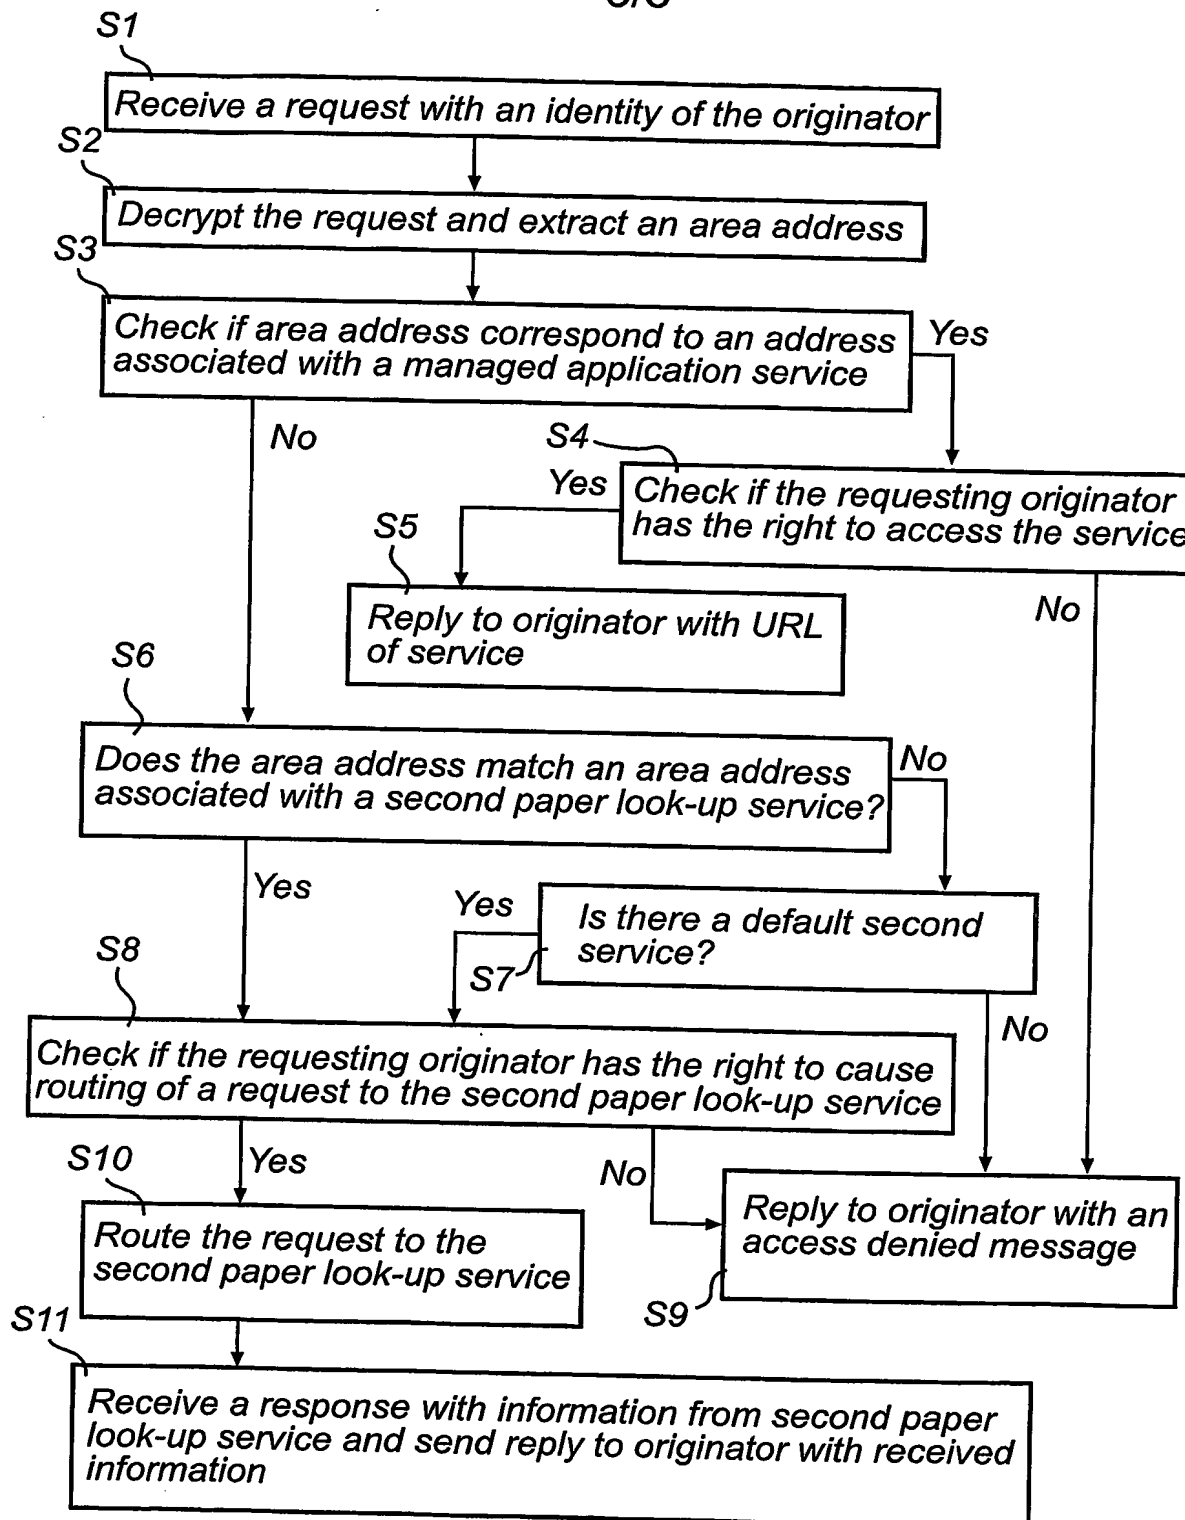 S1
Receive a request with an identity of the originator
S2
Decrypt the request and extract an area address
S3
Check if area address correspond to an address
associated with a managed application service
Yes
No
S4
Yes
Check if the requesting originator
has the right to access the service
No
S5
Reply to originator with URL
of service
S6
Does the area address match an area address
associated with a second paper look-up service?
No
Yes
Yes
Is there a default second
service?
S7
No
S8
Check if the requesting originator has the right to cause
routing of a request to the second paper look-up service
S10
Yes
No
Route the request to the
second paper look-up service
Reply to originator with an
access denied message
S9
S11
Receive a response with information from second paper
look-up service and send reply to originator with received
information